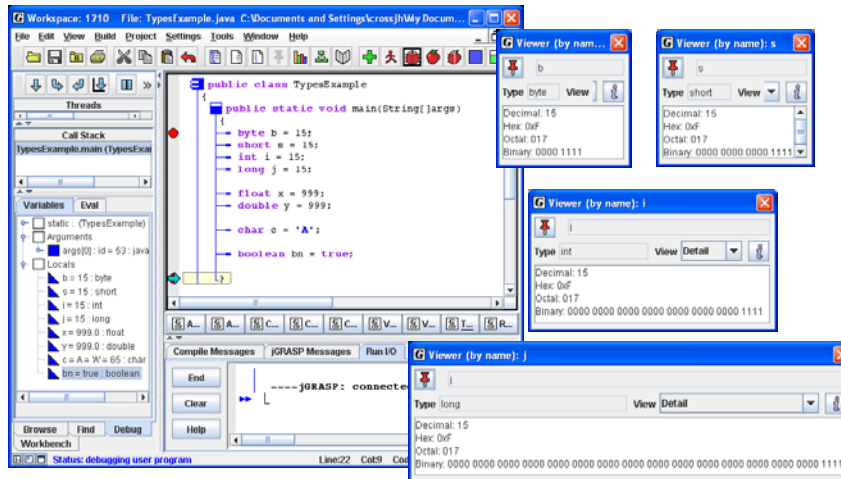 Workspace: 1210 File: TypesExample.java C:\Documents and Settings\crossjh\My Docum...
File Edit View Build Project Settings Tools Window Help
Threads
Call Stack
TypesExample.main (TypesExa
Variables Eval
static : (TypesExample)
Arguments
args[0] : id = 53 : java
Locals
b = 15 : byte
s = 15 : short
i = 15 : int
j = 15 : long
x = 999.0 : float
y = 999.0 : double
c = A = 'A' = 65 : char
bn = true : boolean
Browse Find Debug
Workbench
public class TypesExample
{
public static void main(String[]args)
{
byte b = 15;
short s = 15;
int i = 15;
long j = 15;
float x = 999;
double y = 999;
char c = 'A';
boolean bn = true;
}
A... A... C... C... C... V... V... T... R...
Compile Messages jGRASP Messages Run I/O
End
Clear
Help
----jGRASP: connected
Status: debugging user program
Line:22 Col:9 Cod
Viewer (by nam...
b
Type byte View
Decimal: 15
Hex: 0xF
Octal: 017
Binary: 0000 1111
Viewer (by name): s
s
Type short View
Decimal: 15
Hex: 0xF
Octal: 017
Binary: 0000 0000 0000 1111
Viewer (by name): i
i
Type int View Detail
Decimal: 15
Hex: 0xF
Octal: 017
Binary: 0000 0000 0000 0000 0000 0000 0000 1111
Viewer (by name): j
j
Type long View Detail
Decimal: 15
Hex: 0xF
Octal: 017
Binary: 0000 0000 0000 0000 0000 0000 0000 0000 0000 0000 0000 0000 0000 0000 0000 1111